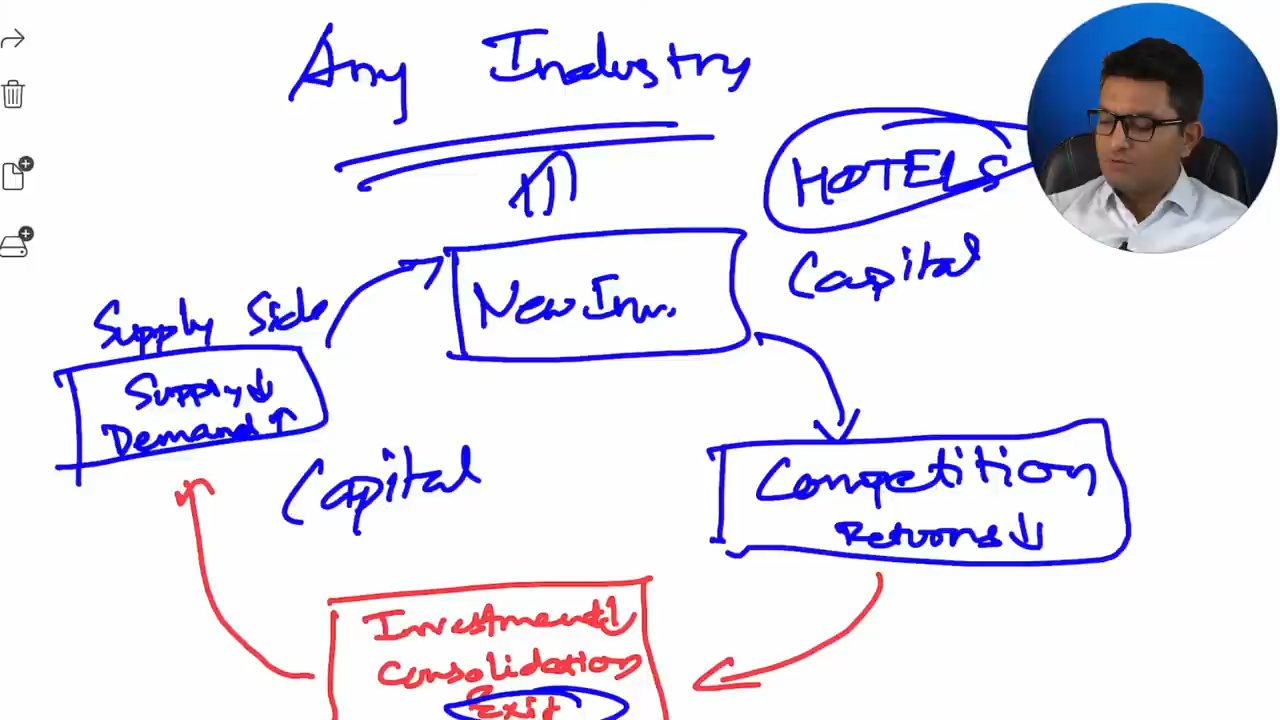 Any Industry
HOTELS
Capital
New Inv.
Supply Side
Supply↓
Demand↑
Capital
Competition
Returns↓
Investment↓
Consolidation
Exit